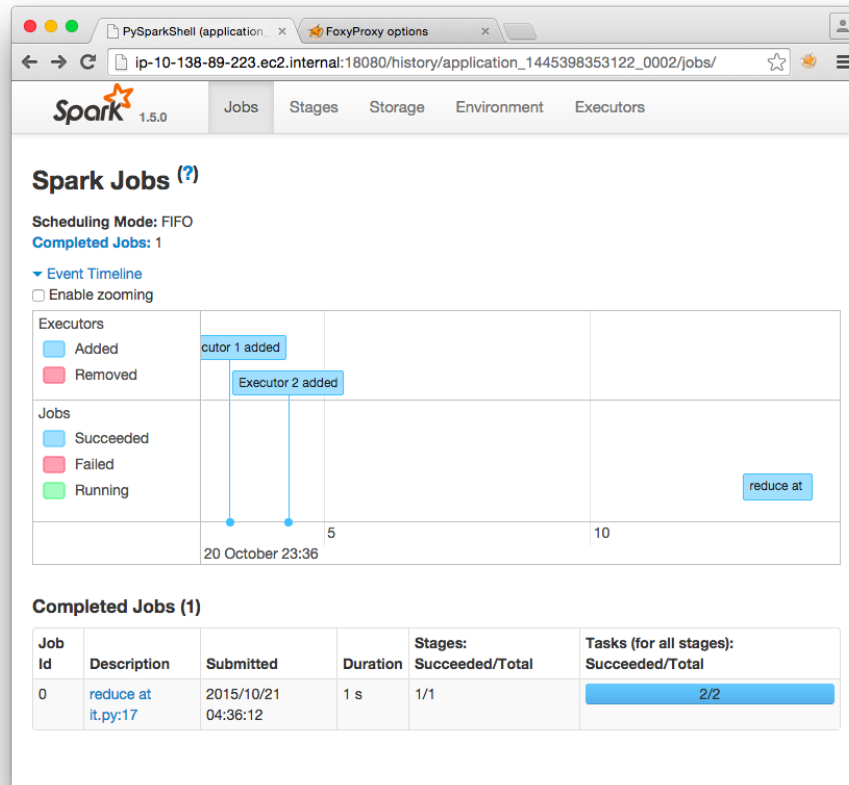 PySparkShell (application_
FoxyProxy options
ip-10-138-89-223.ec2.internal:18080/history/application_1445398353122_0002/jobs/
Spark 1.5.0
Jobs
Stages
Storage
Environment
Executors
Spark Jobs (?)
Scheduling Mode: FIFO
Completed Jobs: 1
Event Timeline
Enable zooming
Executors
Added
Removed
cutor 1 added
Executor 2 added
Jobs
Succeeded
Failed
Running
reduce at
5
10
20 October 23:36
Completed Jobs (1)
Job Id
Description
Submitted
Duration
Stages: Succeeded/Total
Tasks (for all stages): Succeeded/Total
0
reduce at
it.py:17
2015/10/21
04:36:12
1 s
1/1
2/2